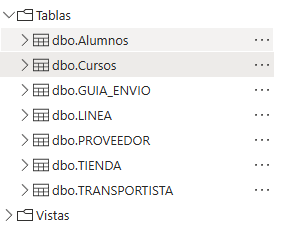 Tablas
dbo.Alumnos
dbo.Cursos
dbo.GUIA_ENVIO
dbo.LINEA
dbo.PROVEEDOR
dbo.TIENDA
dbo.TRANSPORTISTA
Vistas